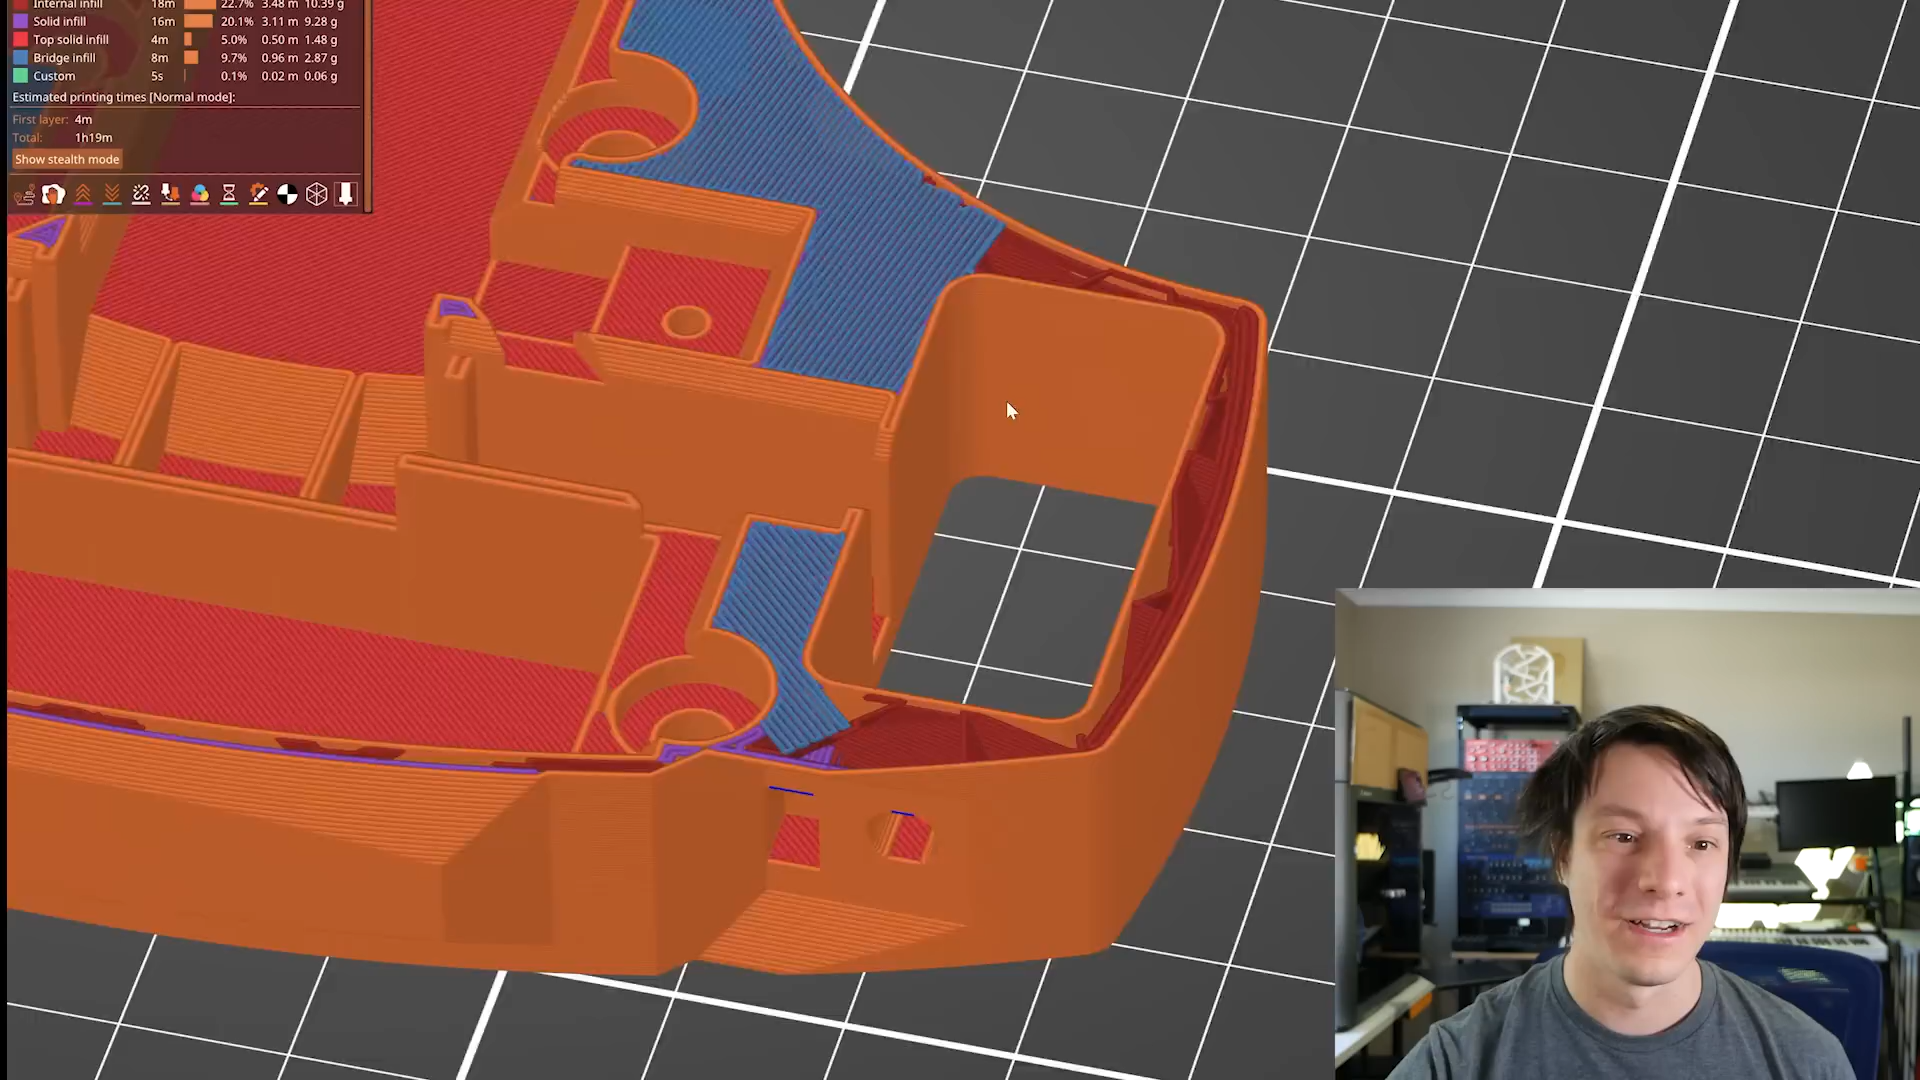 Internal infill 18m 22.7% 3.48 m 10.39 g
Solid infill 16m 20.1% 3.11 m 9.28 g
Top solid infill 4m 5.0% 0.50 m 1.48 g
Bridge infill 8m 9.7% 0.96 m 2.87 g
Custom 5s 0.1% 0.02 m 0.06 g
Estimated printing times [Normal mode]:
First layer: 4m
Total: 1h19m
Show stealth mode